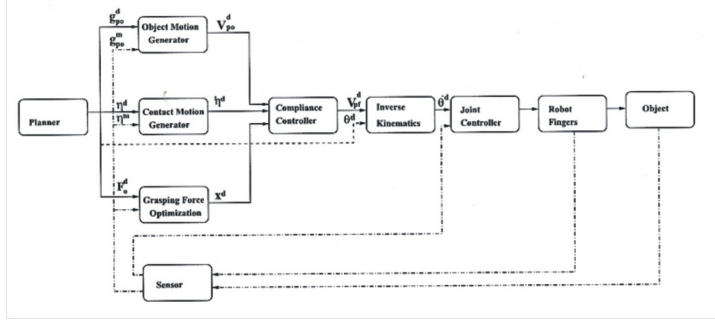 g_po^d
g_po^m
Object Motion
Generator
V_po^d
Planner
η^d
η^m
Contact Motion
Generator
η̇^d
Compliance
Controller
V_pf^d
θ^d
Inverse
Kinematics
θ̇^d
Joint
Controller
Robot
Fingers
Object
F_o^d
Grasping Force
Optimization
x^d
Sensor